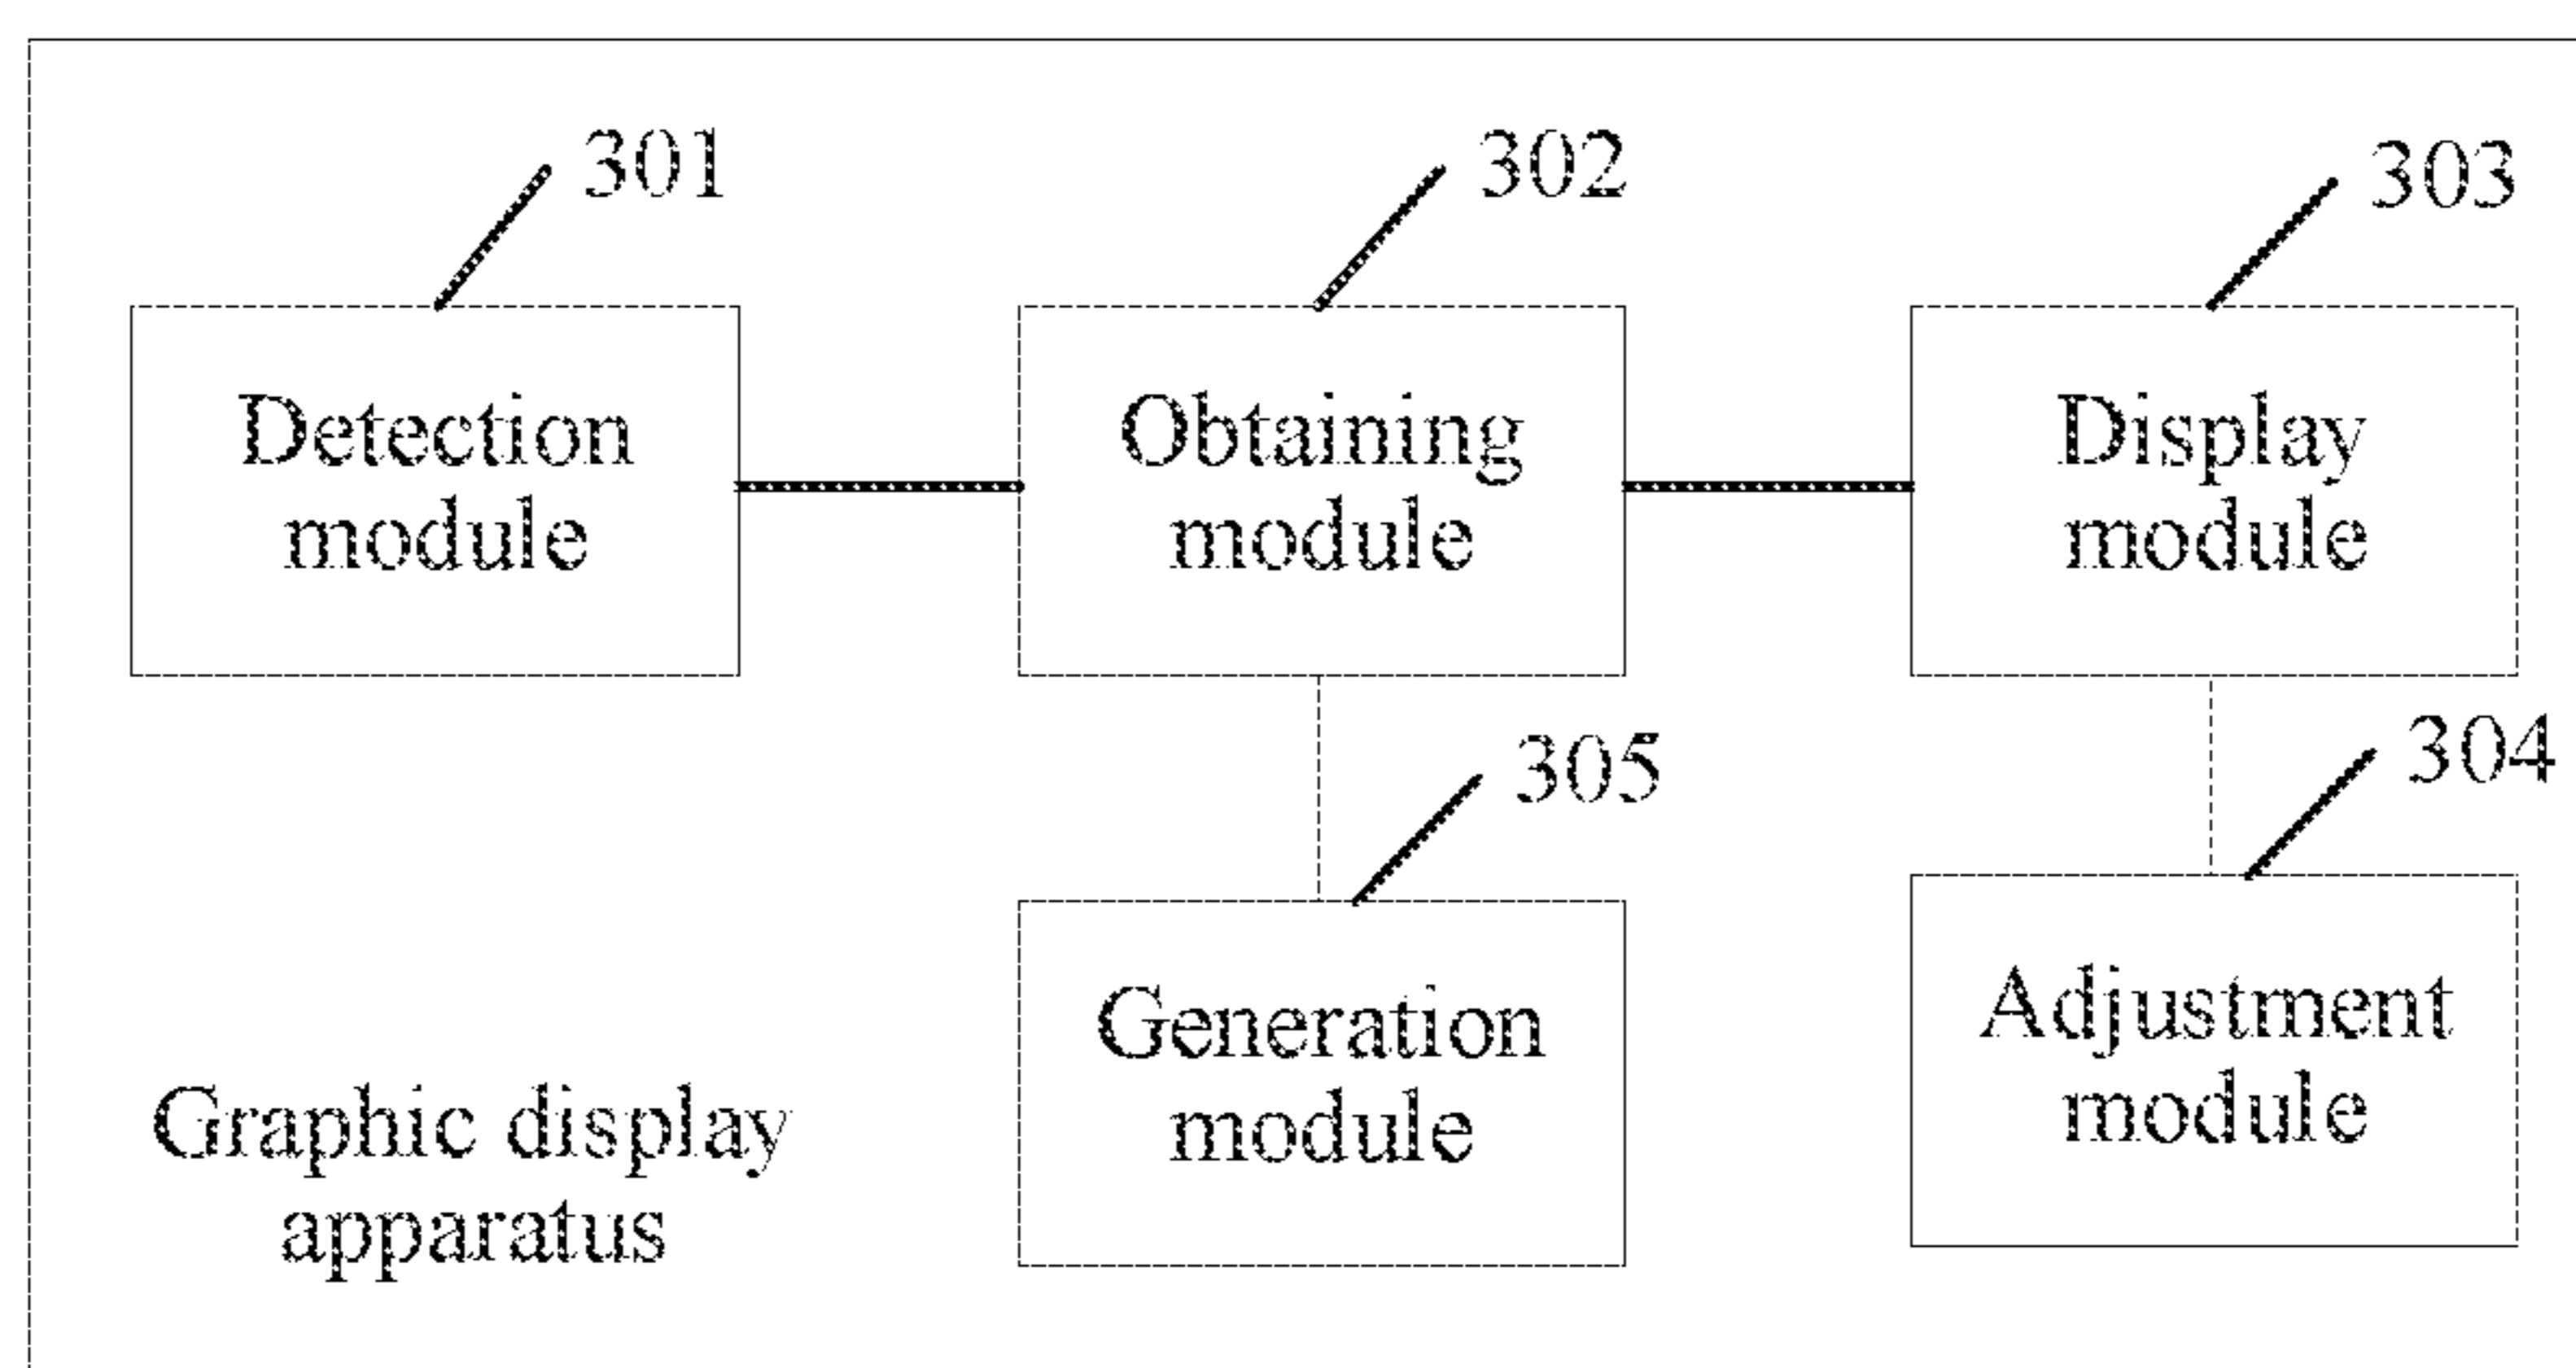 301
302
303
Detection
module
Obtaining
module
Display
module
305
304
Generation
module
Adjustment
module
Graphic display
apparatus